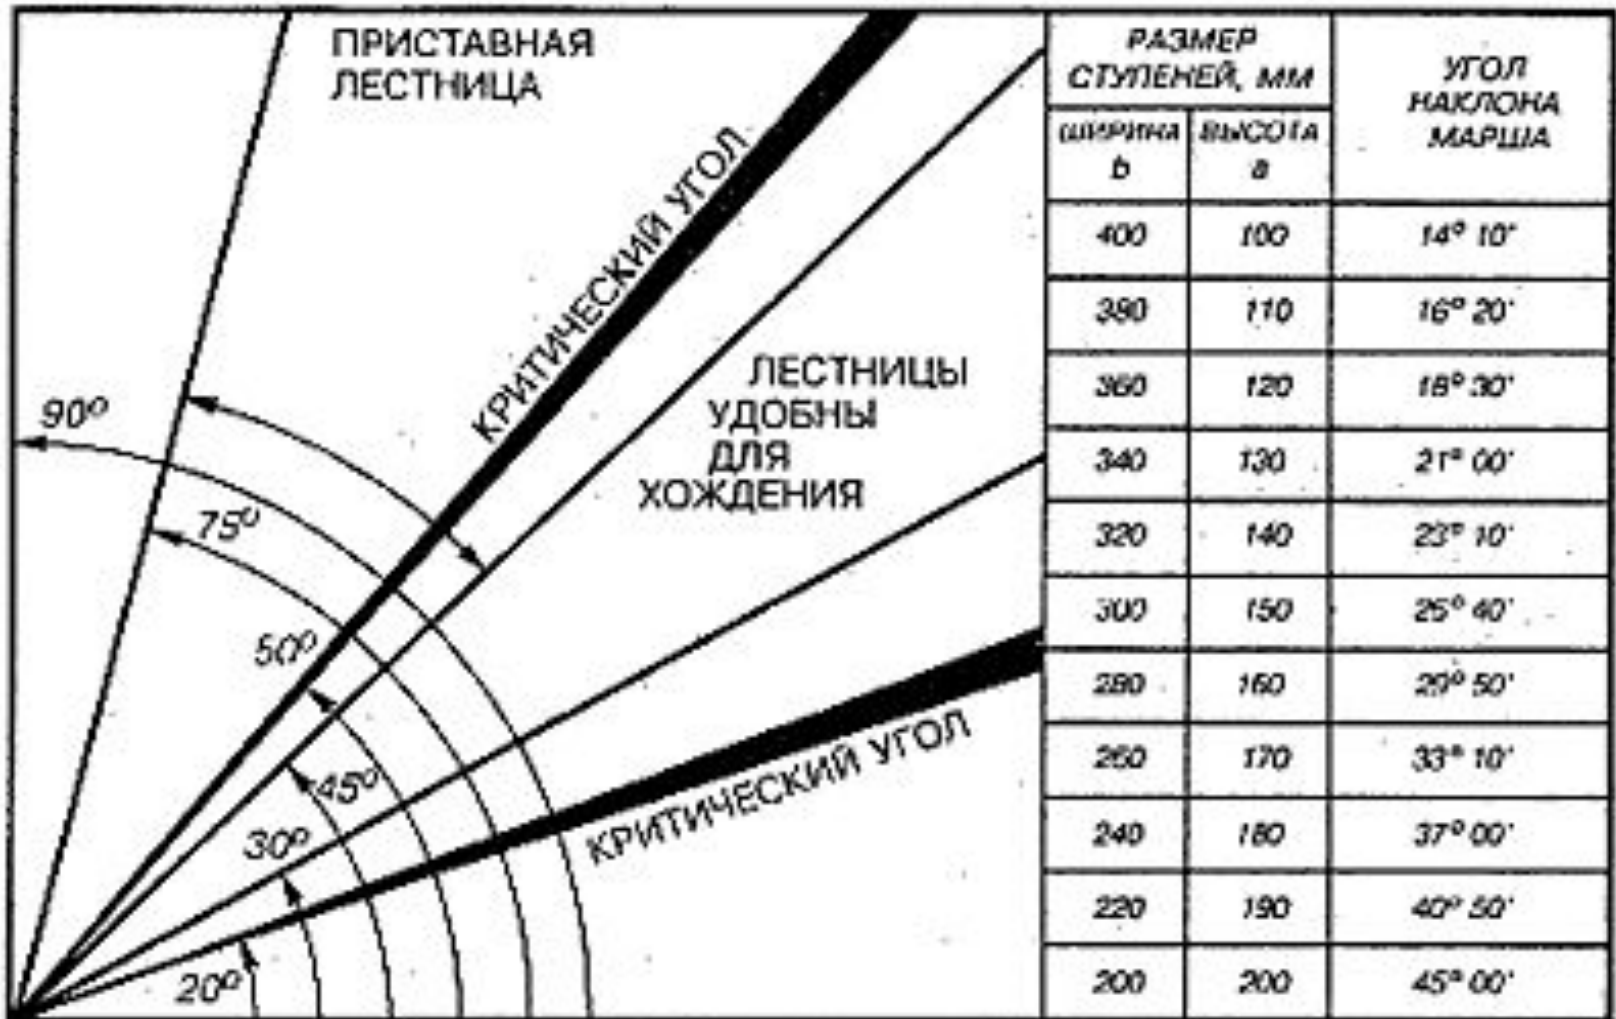 ПРИСТАВНАЯ
ЛЕСТНИЦА
КРИТИЧЕСКИЙ УГОЛ
ЛЕСТНИЦЫ
УДОБНЫ
ДЛЯ
ХОЖДЕНИЯ
КРИТИЧЕСКИЙ УГОЛ
90°
75°
50°
45°
30°
20°
РАЗМЕР
СТУПЕНЕЙ, ММ
УГОЛ
НАКЛОНА
МАРША
ШИРИНА
b
ВЫСОТА
a
400 100 14° 10'
380 110 16° 20'
360 120 18° 30'
340 130 21° 00'
320 140 23° 10'
300 150 26° 40'
280 160 29° 50'
260 170 33° 10'
240 180 37° 00'
220 190 40° 50'
200 200 45° 00'